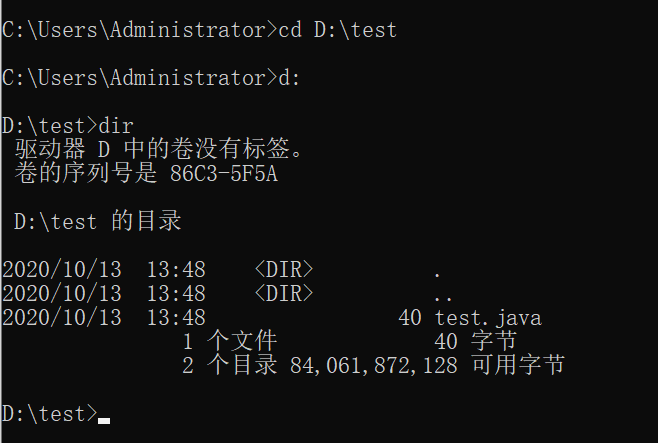 C:\Users\Administrator>cd D:\test
C:\Users\Administrator>d:
D:\test>dir
驱动器 D 中的卷没有标签。
卷的序列号是 86C3-5F5A
D:\test 的目录
2020/10/13  13:48    <DIR>          .
2020/10/13  13:48    <DIR>          ..
2020/10/13  13:48                40 test.java
1 个文件             40 字节
2 个目录 84,061,872,128 可用字节
D:\test>